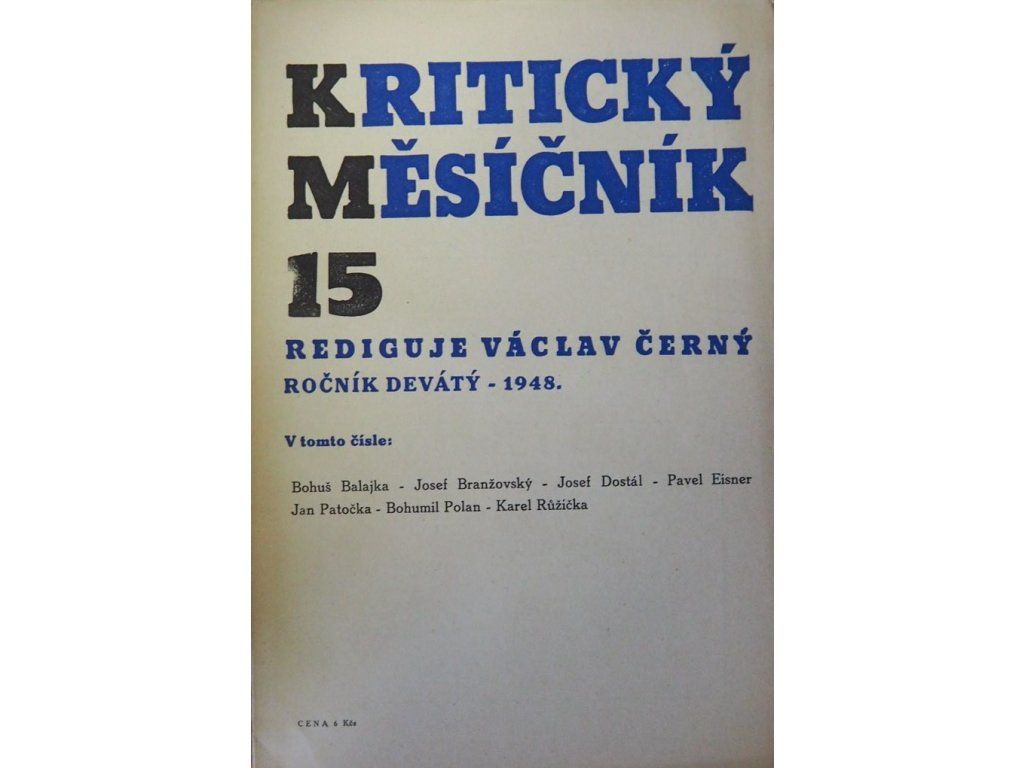 KRITICKÝ
MĚSÍČNÍK
15
REDIGUJE VÁCLAV ČERNÝ
ROČNÍK DEVÁTÝ - 1948.
V tomto čísle:
Bohuš Balajka - Josef Branžovský - Josef Dostál - Pavel Eisner
Jan Patočka - Bohumil Polan - Karel Růžička
CENA 6 Kčs